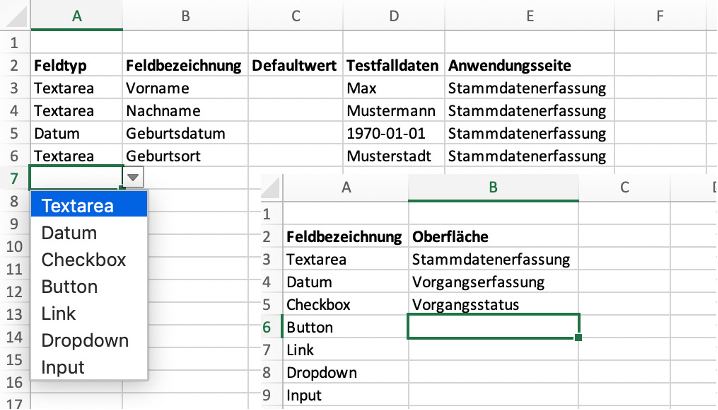 A B C D E F
1
2 Feldtyp Feldbezeichnung Defaultwert Testfalldaten Anwendungsseite
3 Textarea Vorname Max Stammdatenerfassung
4 Textarea Nachname Mustermann Stammdatenerfassung
5 Datum Geburtsdatum 1970-01-01 Stammdatenerfassung
6 Textarea Geburtsort Musterstadt Stammdatenerfassung
7
8
9
10
11
12
13
14
15
16
17
Textarea
Datum
Checkbox
Button
Link
Dropdown
Input
A B C
1
2 Feldbezeichnung Oberfläche
3 Textarea Stammdatenerfassung
4 Datum Vorgangserfassung
5 Checkbox Vorgangsstatus
6 Button
7 Link
8 Dropdown
9 Input